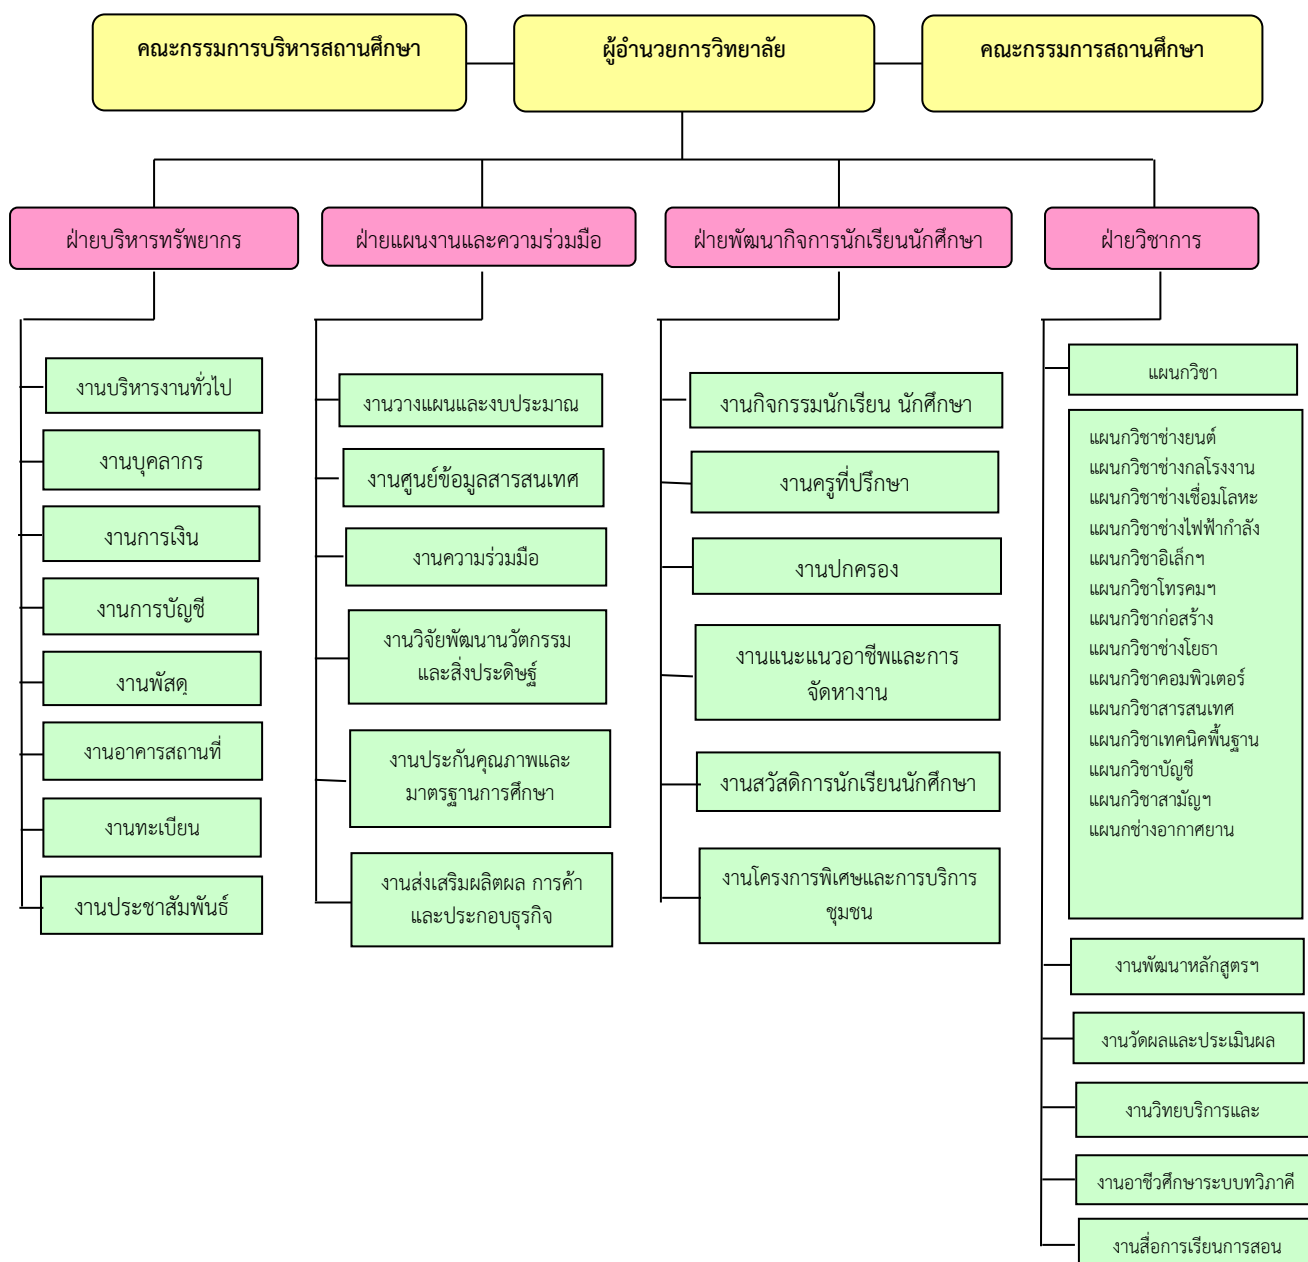 คณะกรรมการบริหารสถานศึกษา
ผู้อำนวยการวิทยาลัย
คณะกรรมการสถานศึกษา
ฝ่ายบริหารทรัพยากร
ฝ่ายแผนงานและความร่วมมือ
ฝ่ายพัฒนากิจการนักเรียนนักศึกษา
ฝ่ายวิชาการ
งานบริหารงานทั่วไป
งานบุคลากร
งานการเงิน
งานการบัญชี
งานพัสดุ
งานอาคารสถานที่
งานทะเบียน
งานประชาสัมพันธ์
งานวางแผนและงบประมาณ
งานศูนย์ข้อมูลสารสนเทศ
งานความร่วมมือ
งานวิจัยพัฒนานวัตกรรม
และสิ่งประดิษฐ์
งานประกันคุณภาพและ
มาตรฐานการศึกษา
งานส่งเสริมผลิตผล การค้า
และประกอบธุรกิจ
งานกิจกรรมนักเรียน นักศึกษา
งานครูที่ปรึกษา
งานปกครอง
งานแนะแนวอาชีพและการ
จัดหางาน
งานสวัสดิการนักเรียนนักศึกษา
งานโครงการพิเศษและการบริการ
ชุมชน
แผนกวิชา
แผนกวิชาช่างยนต์
แผนกวิชาช่างกลโรงงาน
แผนกวิชาช่างเชื่อมโลหะ
แผนกวิชาช่างไฟฟ้ากำลัง
แผนกวิชาอิเล็กฯ
แผนกวิชาโทรคมฯ
แผนกวิชาก่อสร้าง
แผนกวิชาช่างโยธา
แผนกวิชาคอมพิวเตอร์
แผนกวิชาสารสนเทศ
แผนกวิชาเทคนิคพื้นฐาน
แผนกวิชาบัญชี
แผนกวิชาสามัญฯ
แผนกช่างอากาศยาน
งานพัฒนาหลักสูตรฯ
งานวัดผลและประเมินผล
งานวิทยบริการและ
งานอาชีวศึกษาระบบทวิภาคี
งานสื่อการเรียนการสอน